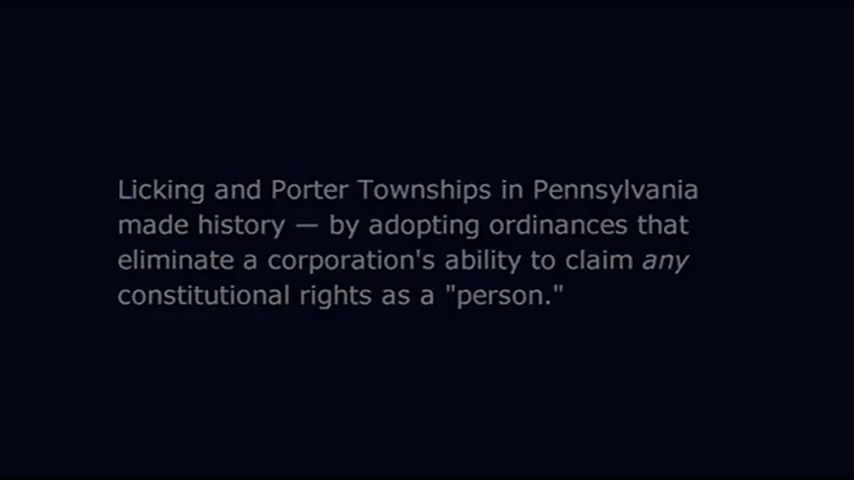 Licking and Porter Townships in Pennsylvania
made history — by adopting ordinances that
eliminate a corporation's ability to claim any
constitutional rights as a "person."